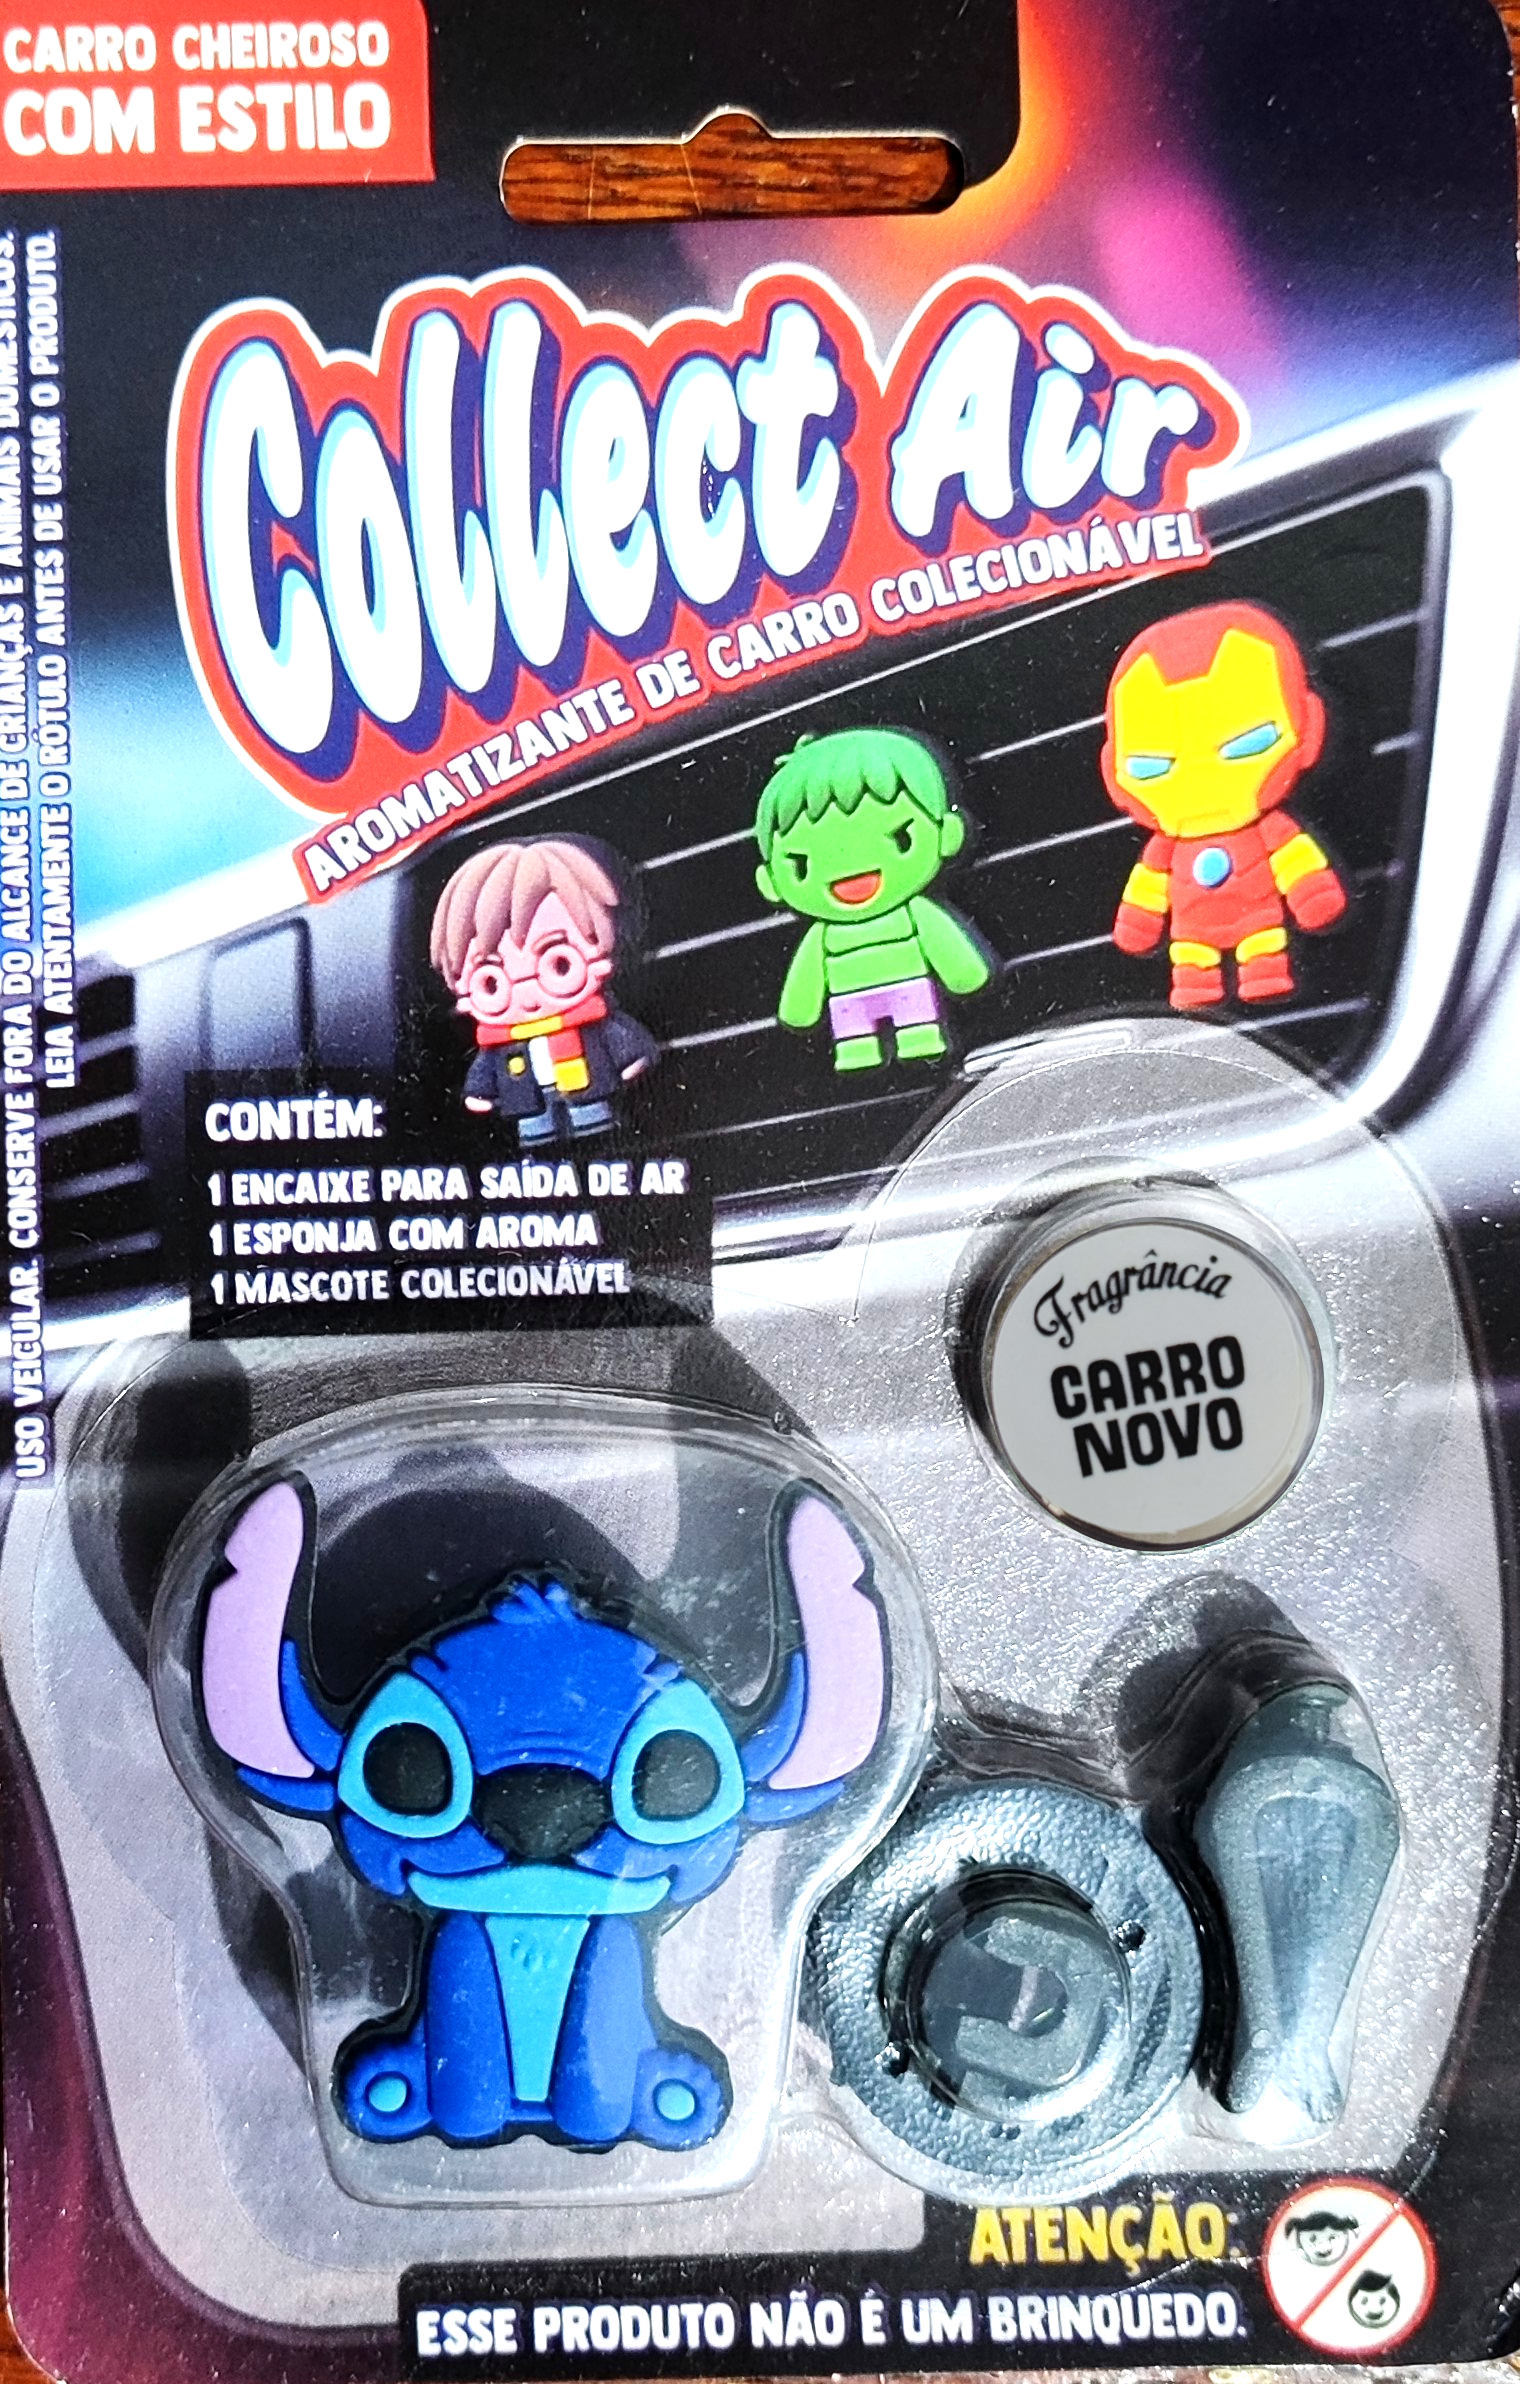 CARRO CHEIROSO
COM ESTILO
Collect Air
AROMATIZANTE DE CARRO COLECIONÁVEL
USO VEICULAR. CONSERVE FORA DO ALCANCE DE CRIANÇAS E ANIMAIS DOMÉSTICOS.
LEIA ATENTAMENTE O RÓTULO ANTES DE USAR O PRODUTO.
CONTÉM:
1 ENCAIXE PARA SAÍDA DE AR
1 ESPONJA COM AROMA
1 MASCOTE COLECIONÁVEL
Fragrância
CARRO
NOVO
ATENÇÃO:
ESSE PRODUTO NÃO É UM BRINQUEDO.